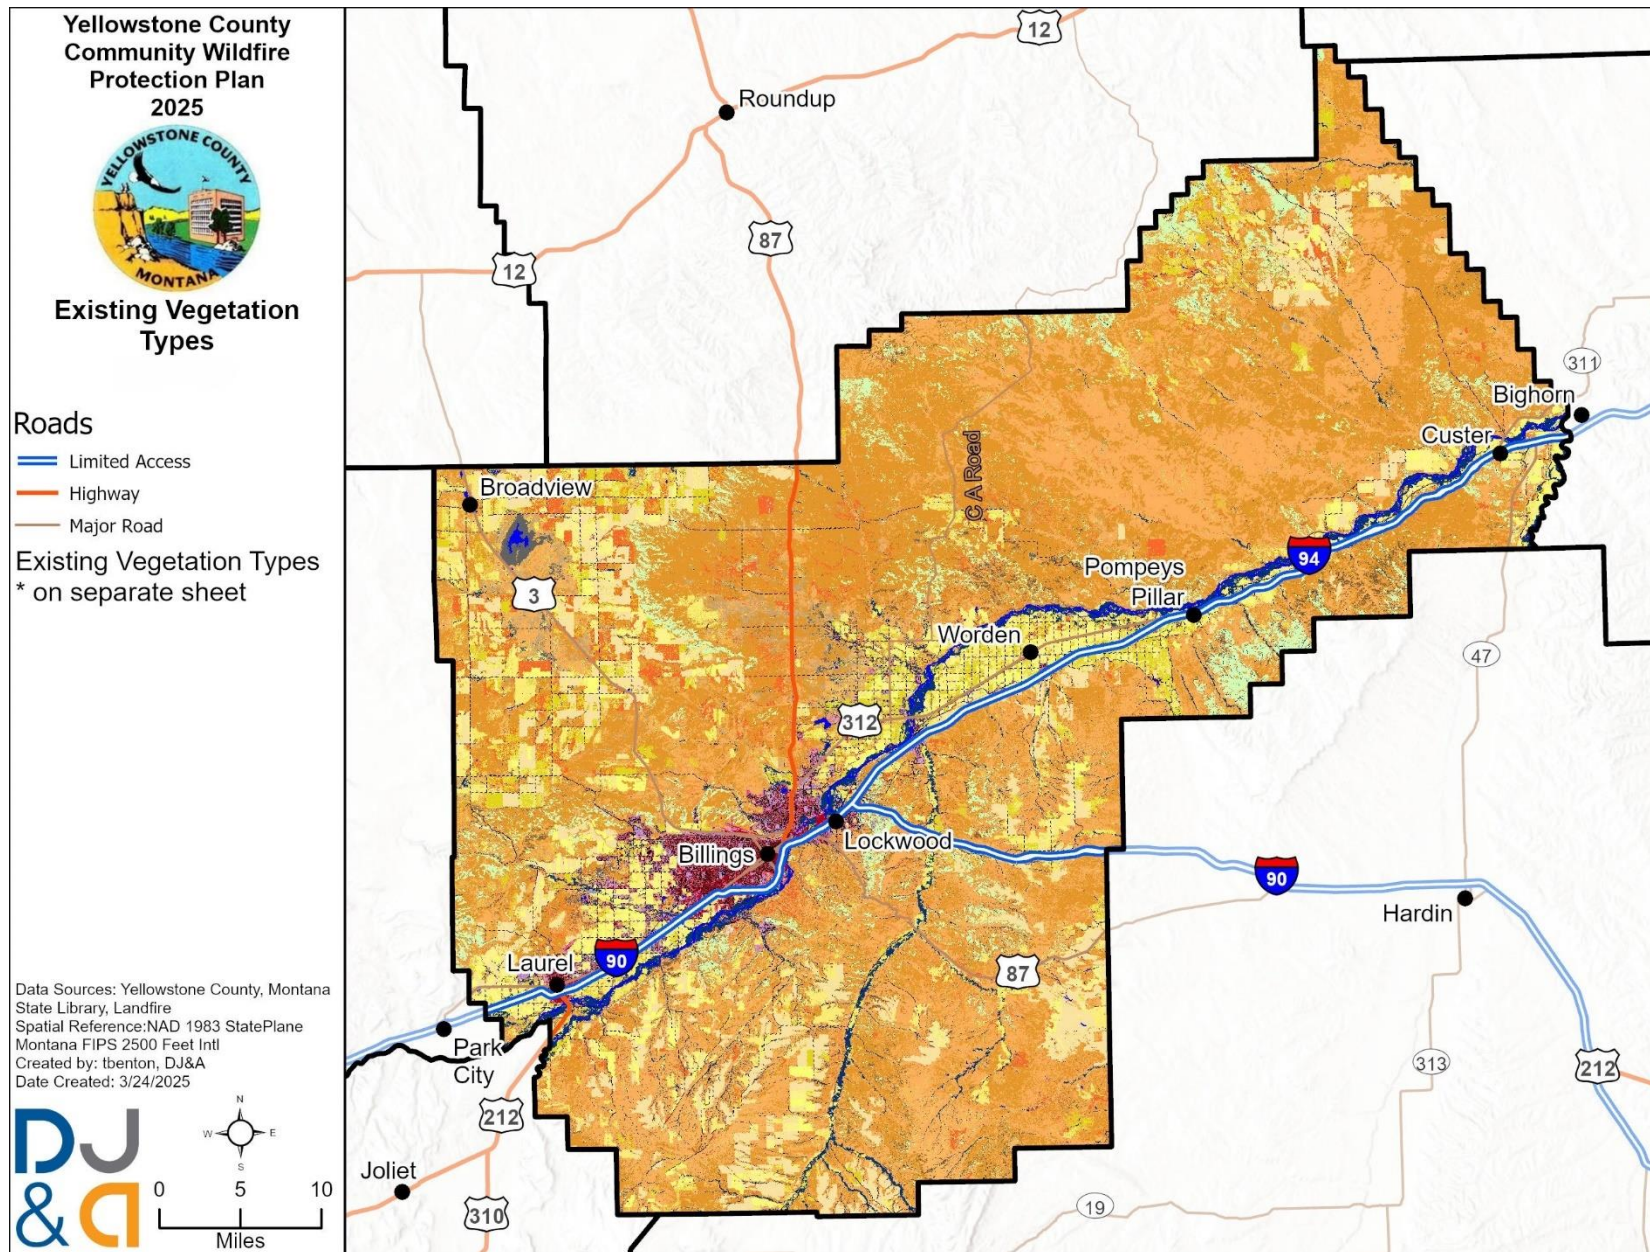 Yellowstone County
Community Wildfire
Protection Plan
2025
YELLOWSTONE COUNTY
MONTANA
Existing Vegetation
Types
Roads
Limited Access
Highway
Major Road
Existing Vegetation Types
* on separate sheet
Data Sources: Yellowstone County, Montana
State Library, Landfire
Spatial Reference:NAD 1983 StatePlane
Montana FIPS 2500 Feet Intl
Created by: tbenton, DJ&A
Date Created: 3/24/2025
DJ
&a
N
W
E
S
0
5
10
Miles
12
Roundup
87
12
311
Bighorn
Custer
C A Road
Broadview
94
3
Pompeys
Pillar
Worden
47
312
Lockwood
Billings
90
Hardin
Laurel
90
87
Park
City
313
212
212
Joliet
310
19